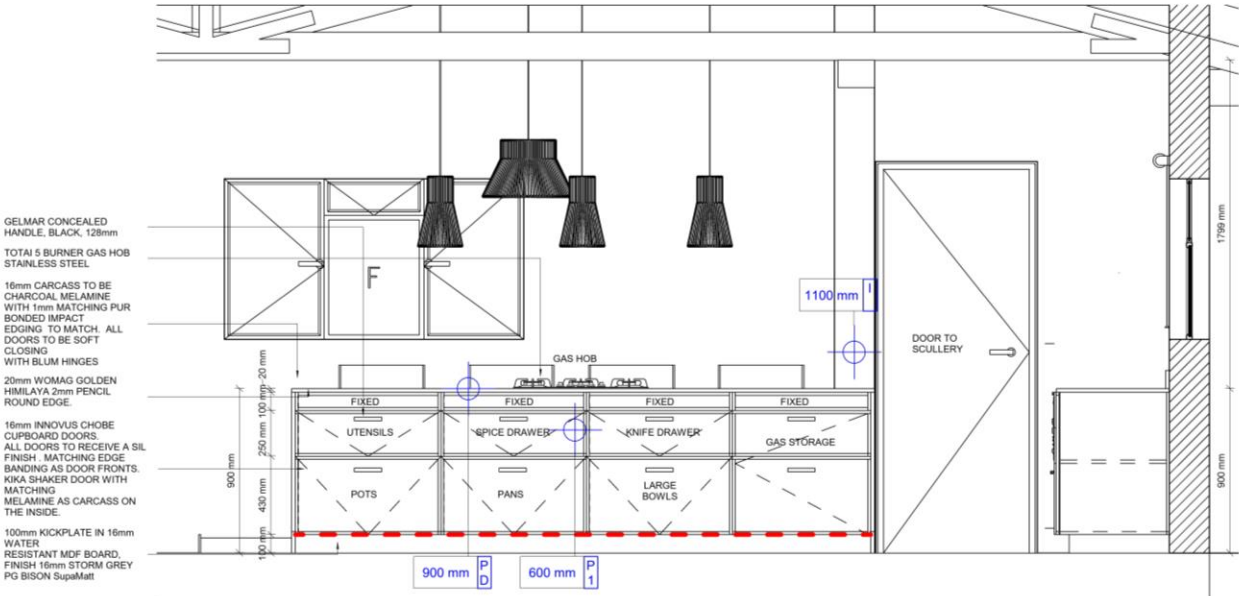 GELMAR CONCEALED
HANDLE, BLACK, 128mm
TOTAI 5 BURNER GAS HOB
STAINLESS STEEL
16mm CARCASS TO BE
CHARCOAL MELAMINE
WITH 1mm MATCHING PUR
BONDED IMPACT
EDGING TO MATCH. ALL
DOORS TO BE SOFT
CLOSING
WITH BLUM HINGES
20mm WOMAG GOLDEN
HIMILAYA 2mm PENCIL
ROUND EDGE.
16mm INNOVUS CHOBE
CUPBOARD DOORS.
ALL DOORS TO RECEIVE A SIL
FINISH . MATCHING EDGE
BANDING AS DOOR FRONTS.
KIKA SHAKER DOOR WITH
MATCHING
MELAMINE AS CARCASS ON
THE INSIDE.
100mm KICKPLATE IN 16mm
WATER
RESISTANT MDF BOARD,
FINISH 16mm STORM GREY
PG BISON SupaMatt
900 mm
20 mm
100 mm
250 mm
430 mm
100 mm
F
GAS HOB
FIXED
FIXED
FIXED
FIXED
UTENSILS
SPICE DRAWER
KNIFE DRAWER
GAS STORAGE
POTS
PANS
LARGE
BOWLS
900 mm
P
D
600 mm
P
1
1100 mm
I
DOOR TO
SCULLERY
1799 mm
900 mm